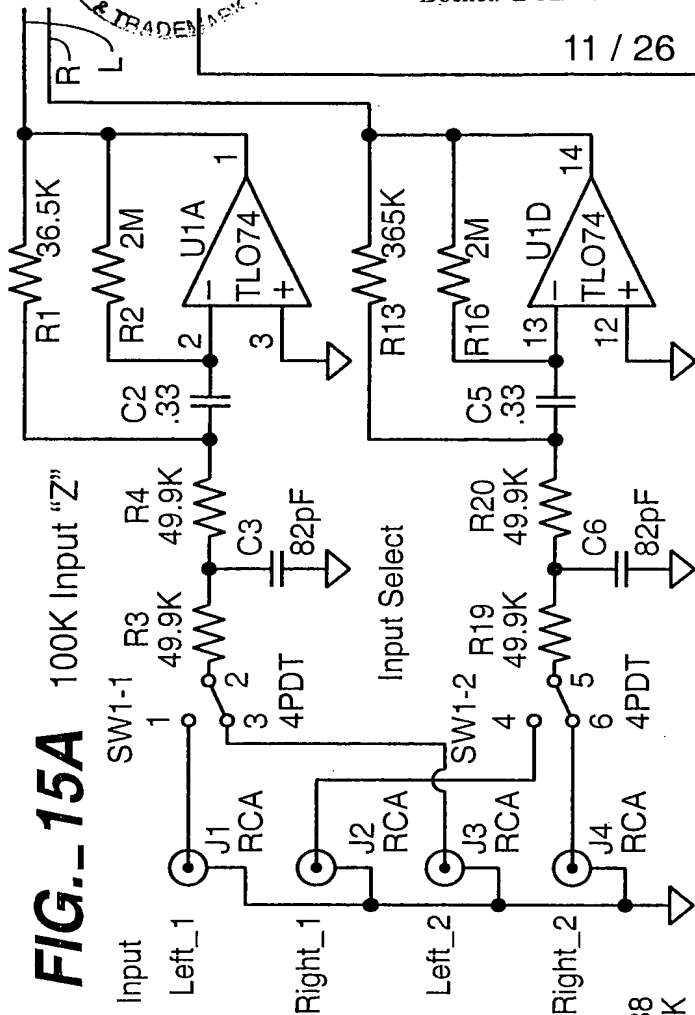 & TRADEMARK
11 / 26
R
L
FIG._15A
100K Input "Z"
R1
36.5K
R2
2M
U1A
1
2
3
TLO74
C2
.33
R4
49.9K
C3
82pF
R3
49.9K
SW1-1
1
2
3
4PDT
Input Select
R13
365K
R16
2M
U1D
14
13
12
TLO74
C5
.33
R20
49.9K
C6
82pF
R19
49.9K
SW1-2
4
5
6
4PDT
Input
Left_1
J1
RCA
Right_1
J2
RCA
Left_2
J3
RCA
Right_2
J4
RCA
K